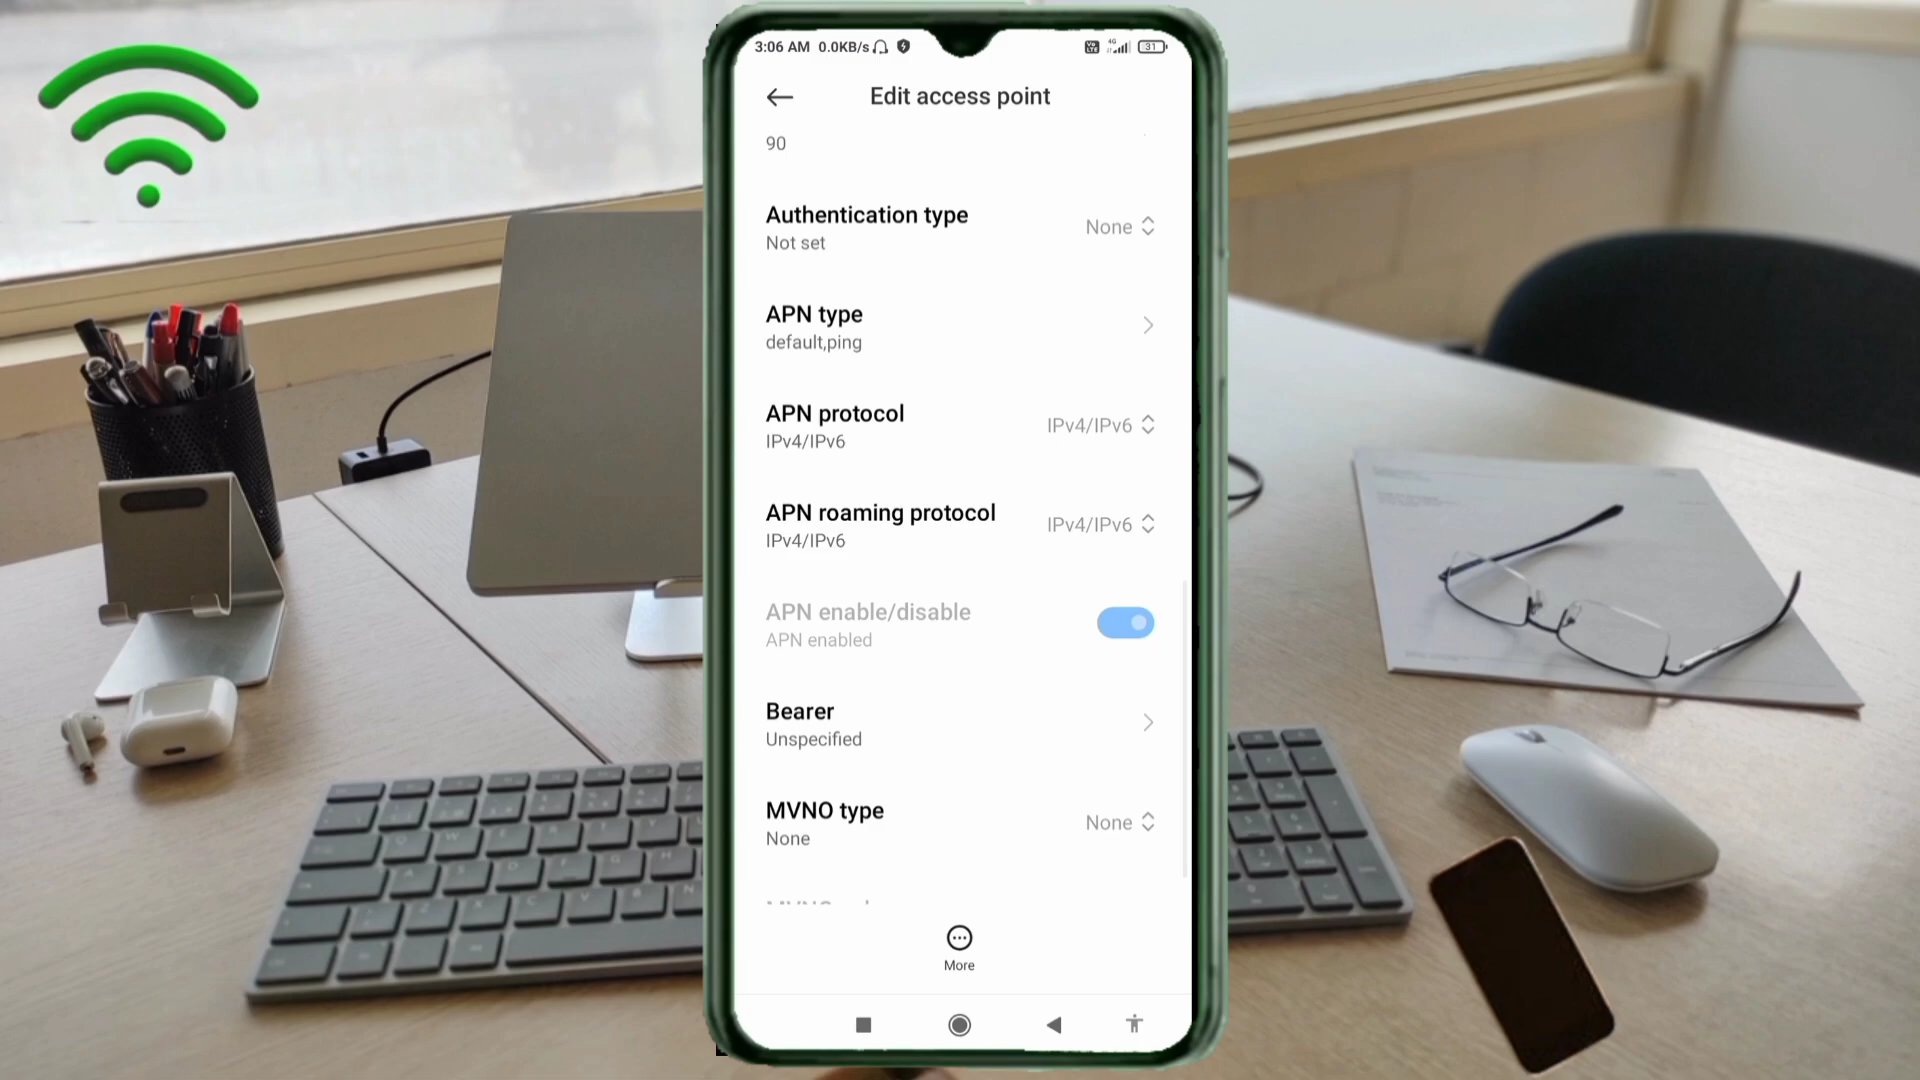 3:06 AM 0.0KB/s
4G
31
Edit access point
90
Authentication type
Not set
None
APN type
default,ping
APN protocol
IPv4/IPv6
IPv4/IPv6
APN roaming protocol
IPv4/IPv6
IPv4/IPv6
APN enable/disable
APN enabled
Bearer
Unspecified
MVNO type
None
None
More